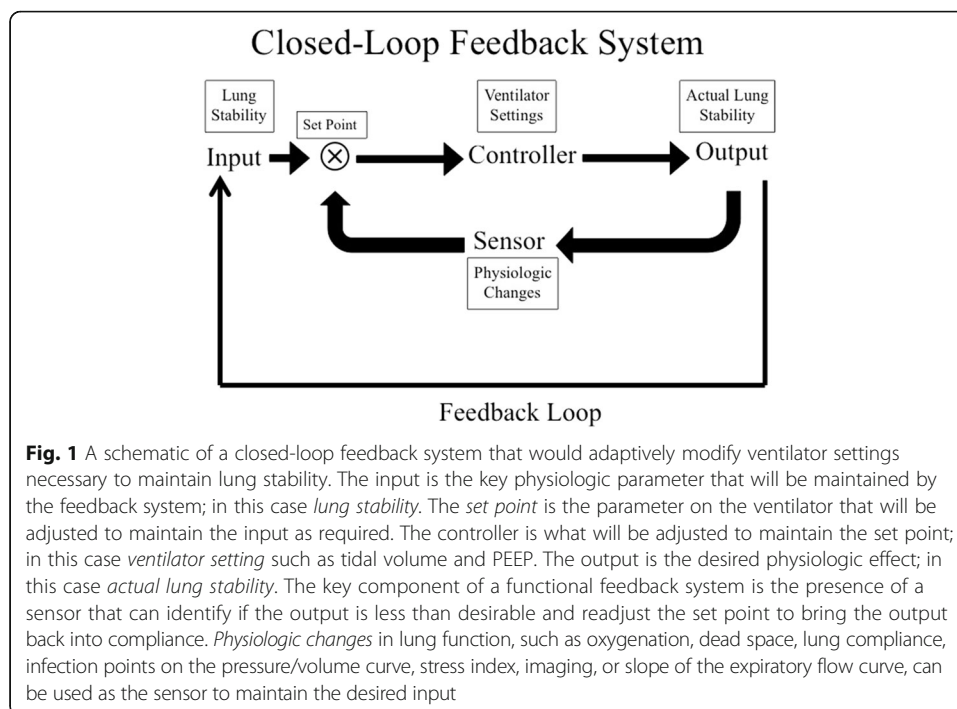 Closed-Loop Feedback System
Lung
Stability
Set Point
Ventilator
Settings
Actual Lung
Stability
Input
Controller
Output
Sensor
Physiologic
Changes
Feedback Loop
Fig. 1 A schematic of a closed-loop feedback system that would adaptively modify ventilator settings
necessary to maintain lung stability. The input is the key physiologic parameter that will be maintained by
the feedback system; in this case lung stability. The set point is the parameter on the ventilator that will be
adjusted to maintain the input as required. The controller is what will be adjusted to maintain the set point;
in this case ventilator setting such as tidal volume and PEEP. The output is the desired physiologic effect; in
this case actual lung stability. The key component of a functional feedback system is the presence of a
sensor that can identify if the output is less than desirable and readjust the set point to bring the output
back into compliance. Physiologic changes in lung function, such as oxygenation, dead space, lung compliance,
infection points on the pressure/volume curve, stress index, imaging, or slope of the expiratory flow curve, can
be used as the sensor to maintain the desired input